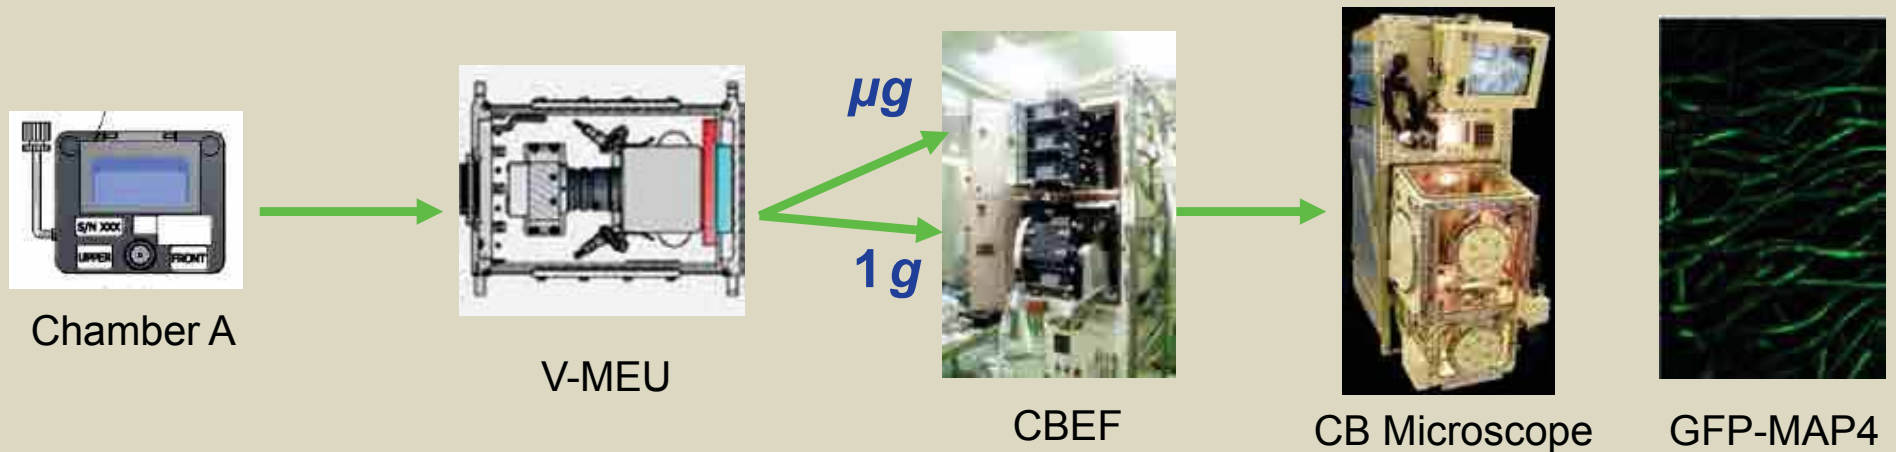 S/N XXX
UPPER
FRONT
Chamber A
V-MEU
μg
1 g
CBEF
CB Microscope
GFP-MAP4